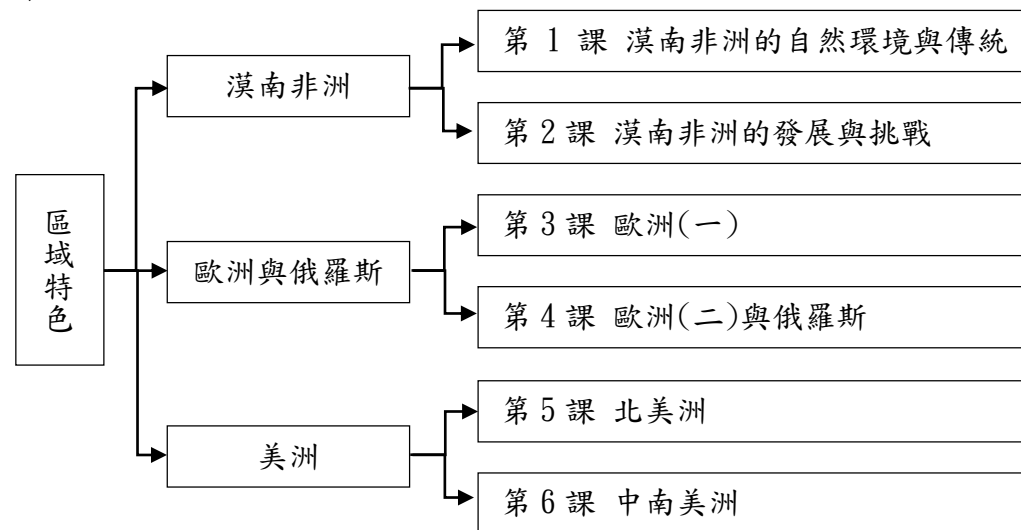 區域特色
漠南非洲
第 1 課 漠南非洲的自然環境與傳統
第 2 課 漠南非洲的發展與挑戰
歐洲與俄羅斯
第 3 課 歐洲(一)
第 4 課 歐洲(二)與俄羅斯
美洲
第 5 課 北美洲
第 6 課 中南美洲